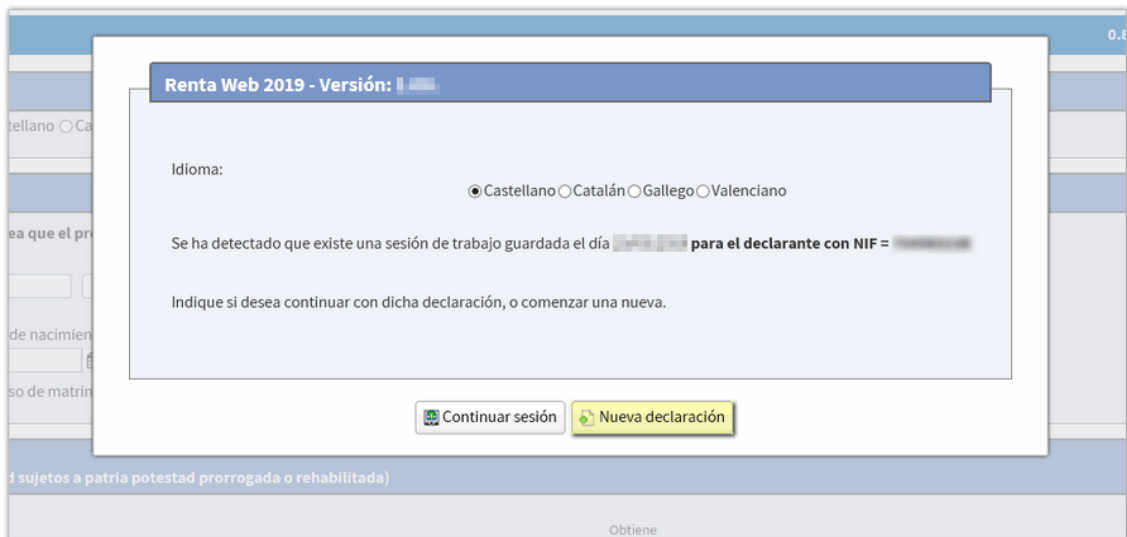 0.8
Renta Web 2019 - Versión:
tellano Ca
Idioma:
Castellano Catalán Gallego Valenciano
ea que el pr
Se ha detectado que existe una sesión de trabajo guardada el día para el declarante con NIF =
Indique si desea continuar con dicha declaración, o comenzar una nueva.
de nacimien
so de matrin
Continuar sesión Nueva declaración
d sujetos a patria potestad prorrogada o rehabilitada)
Obtiene